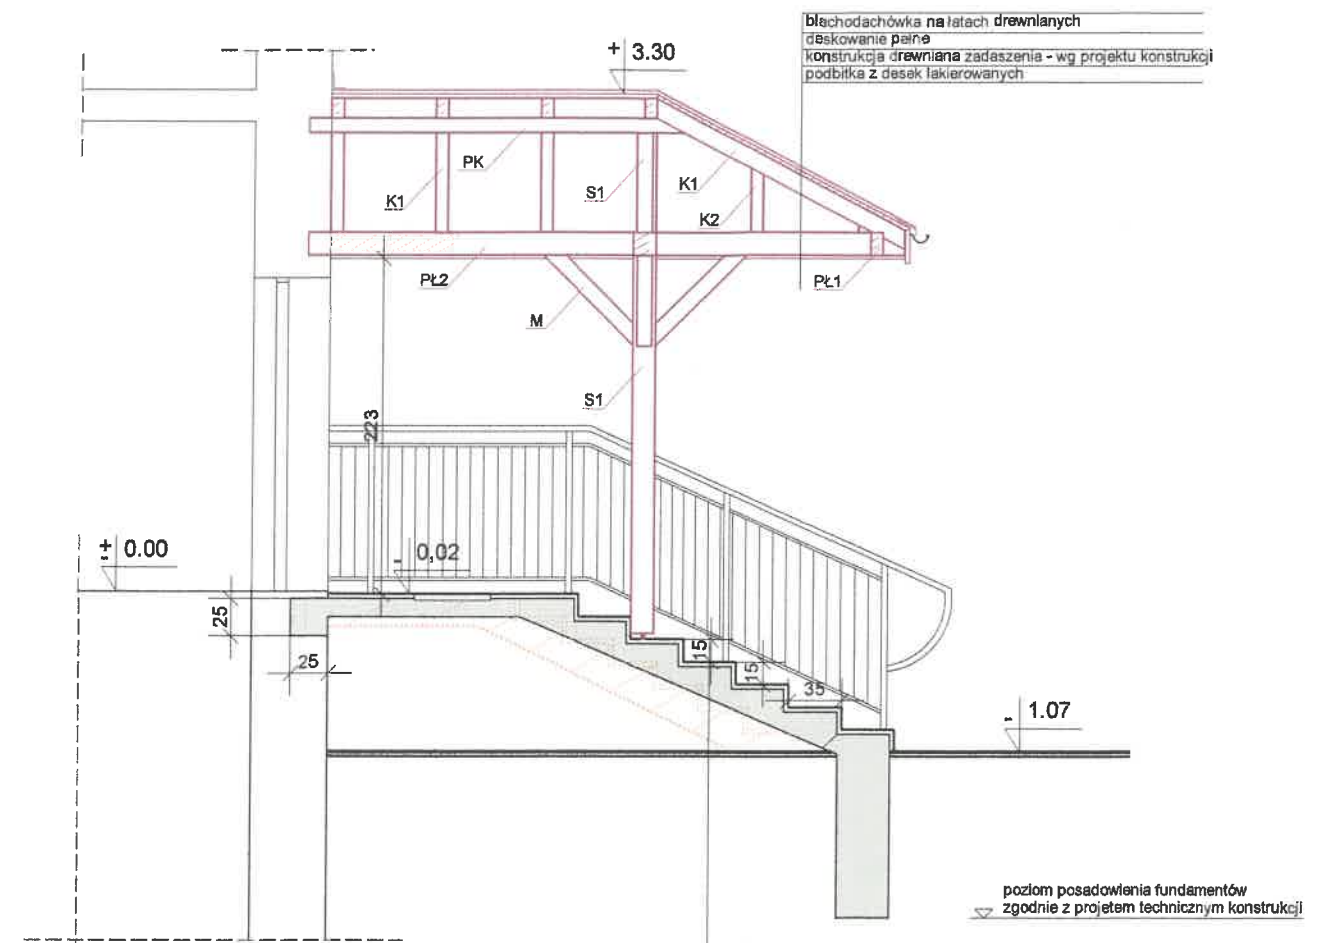 blachodachówka na łatach drewnianych
deskowanie pełne
konstrukcja drewniana zadaszenia - wg projektu konstrukcji
podbitka z desek lakierowanych
+ 3.30
PK
K1
S1
K1
K2
PŁ2
PŁ1
M
S1
223
+ 0.00
- 0,02
25
25
15
15
35
- 1.07
poziom posadowienia fundamentów
zgodnie z projetem technicznym konstrukcji